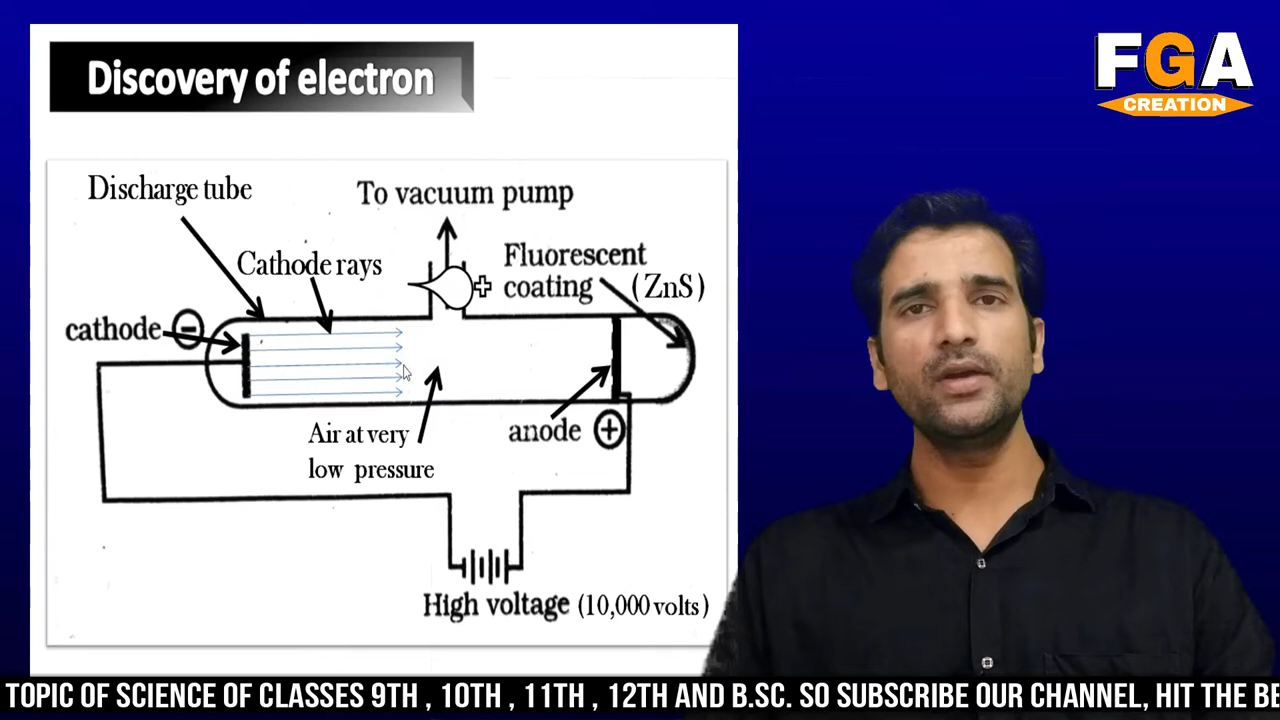 Discovery of electron
FGA
CREATION
Discharge tube
To vacuum pump
Cathode rays
Fluorescent
coating (ZnS)
cathode
-
+
Air at very
low pressure
anode
+
High voltage (10,000 volts)
TOPIC OF SCIENCE OF CLASSES 9TH , 10TH , 11TH , 12TH AND B.SC. SO SUBSCRIBE OUR CHANNEL, HIT THE BE